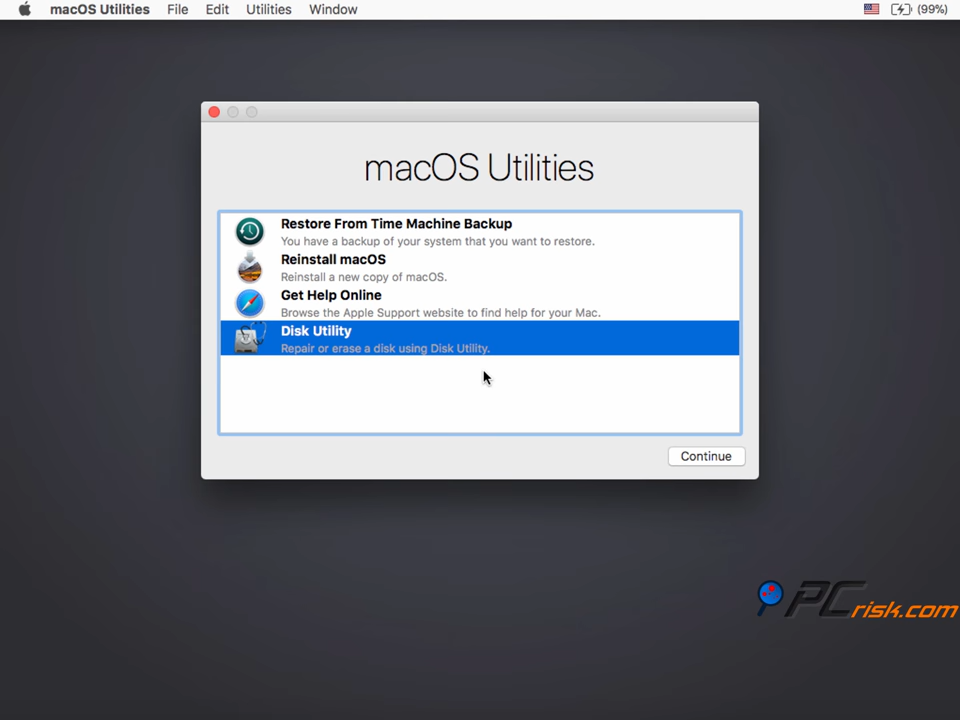 macOS Utilities File Edit Utilities Window (99%)
macOS Utilities
Restore From Time Machine Backup
You have a backup of your system that you want to restore.
Reinstall macOS
Reinstall a new copy of macOS.
Get Help Online
Browse the Apple Support website to find help for your Mac.
Disk Utility
Repair or erase a disk using Disk Utility.
Continue
PCrisk.com